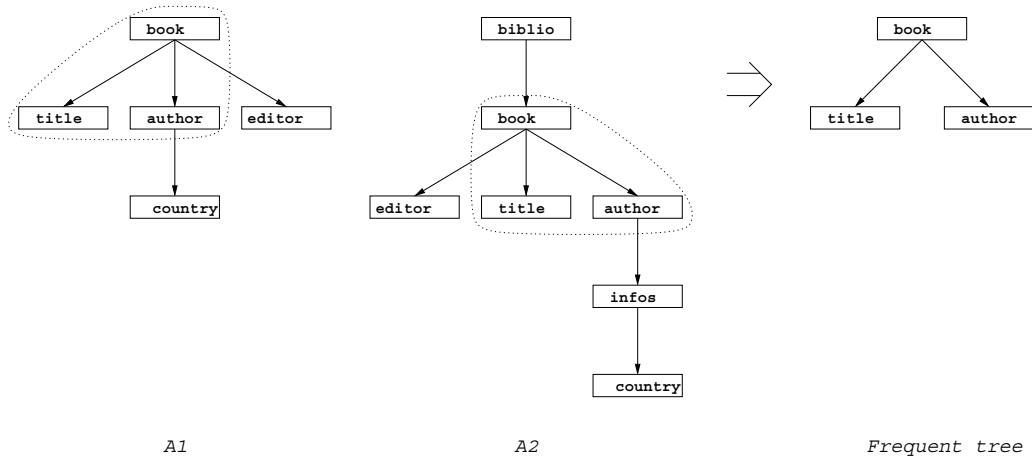 book
title
author
editor
country
A1
biblio
book
editor
title
author
infos
country
A2
book
title
author
Frequent tree